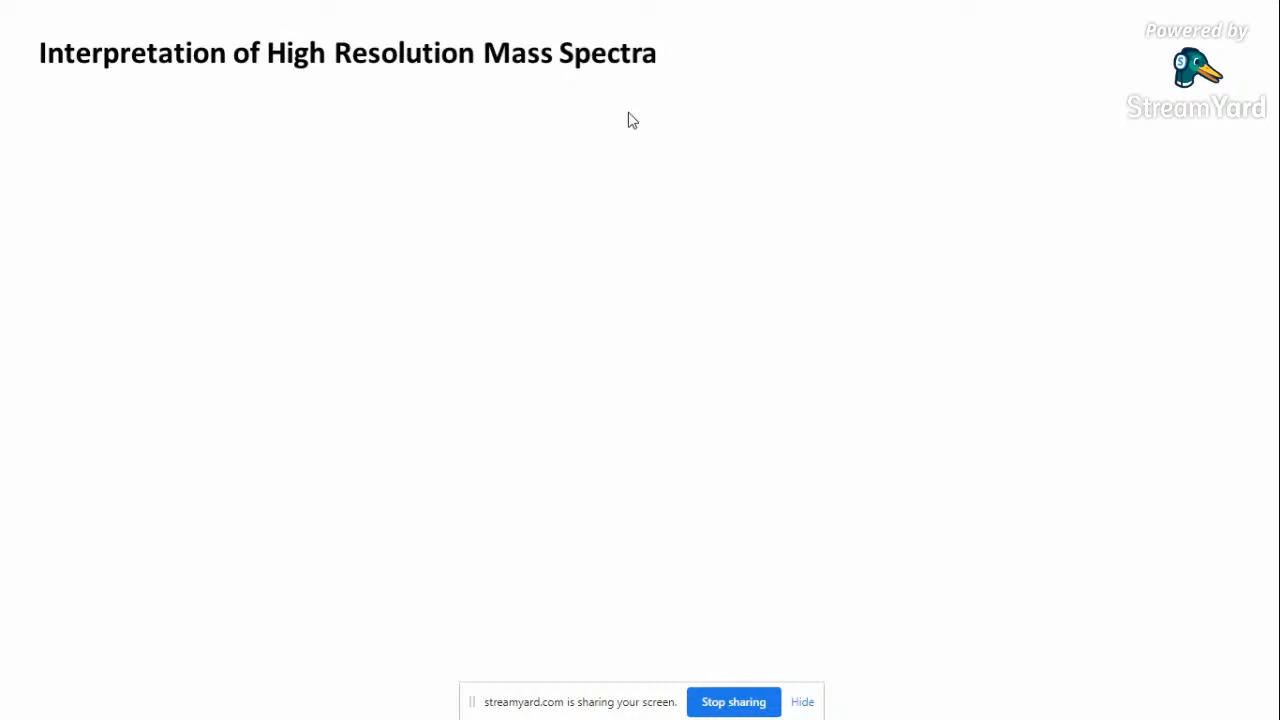 Interpretation of High Resolution Mass Spectra
Powered by
S
StreamYard
streamyard.com is sharing your screen.
Stop sharing
Hide